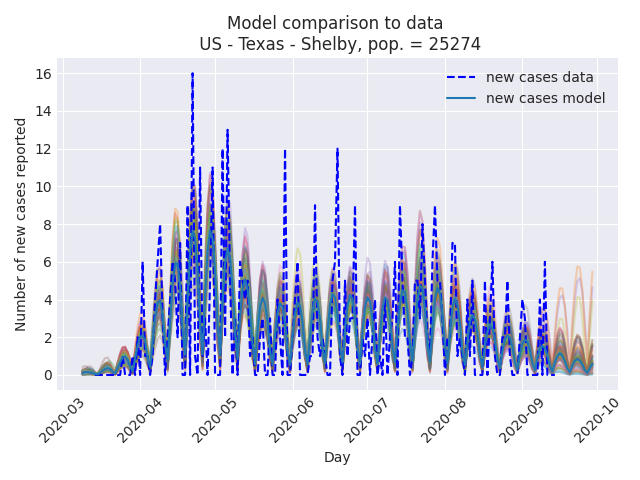 Model comparison to data
US - Texas - Shelby, pop. = 25274
new cases data
new cases model
Number of new cases reported
16
14
12
10
8
6
4
2
0
2020-03
2020-04
2020-05
2020-06
2020-07
2020-08
2020-09
2020-10
Day